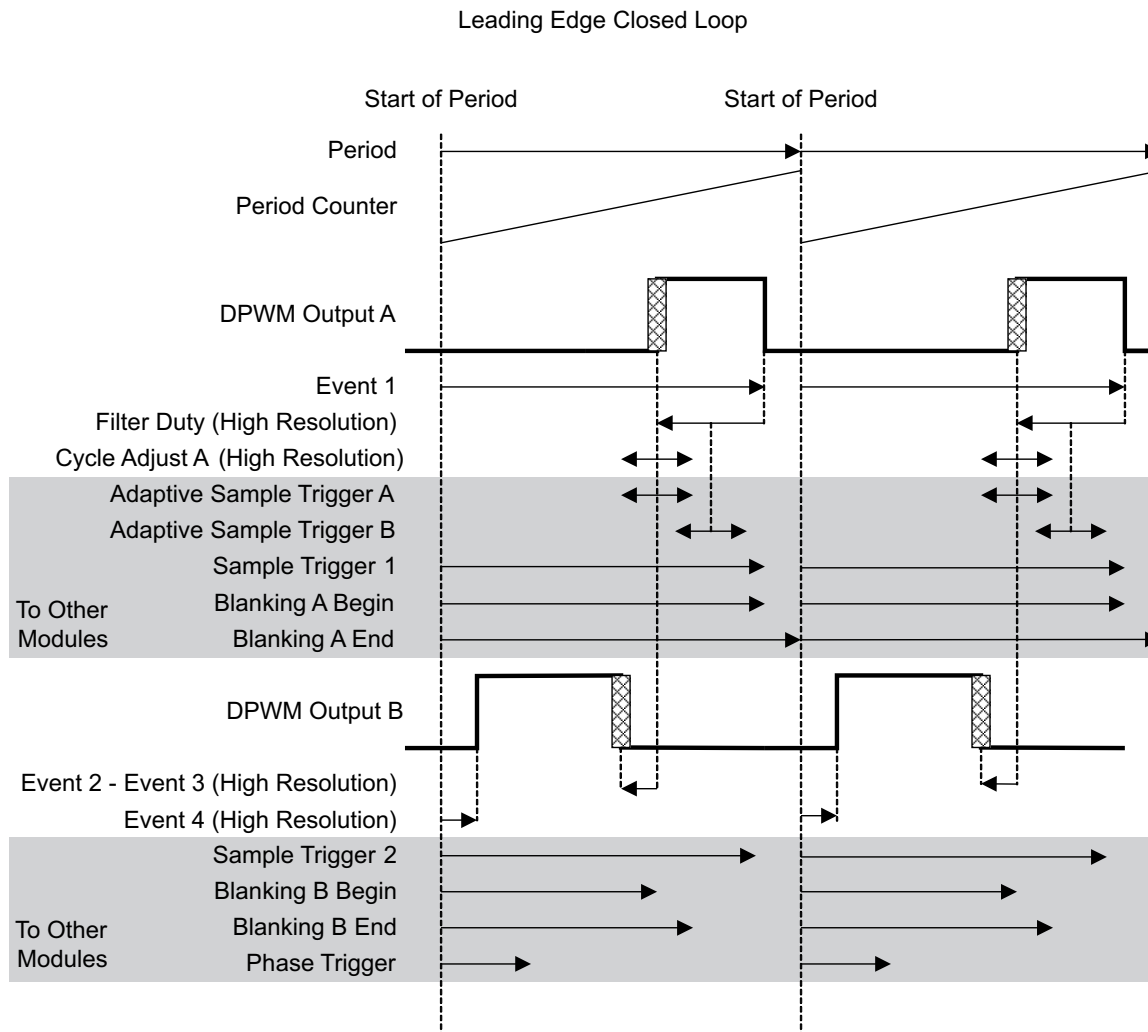 Leading Edge Closed Loop
Start of Period
Start of Period
Period
Period Counter
DPWM Output A
Event 1
Filter Duty (High Resolution)
Cycle Adjust A (High Resolution)
Adaptive Sample Trigger A
Adaptive Sample Trigger B
Sample Trigger 1
Blanking A Begin
To Other
Modules
Blanking A End
DPWM Output B
Event 2 - Event 3 (High Resolution)
Event 4 (High Resolution)
Sample Trigger 2
Blanking B Begin
Blanking B End
To Other
Modules
Phase Trigger